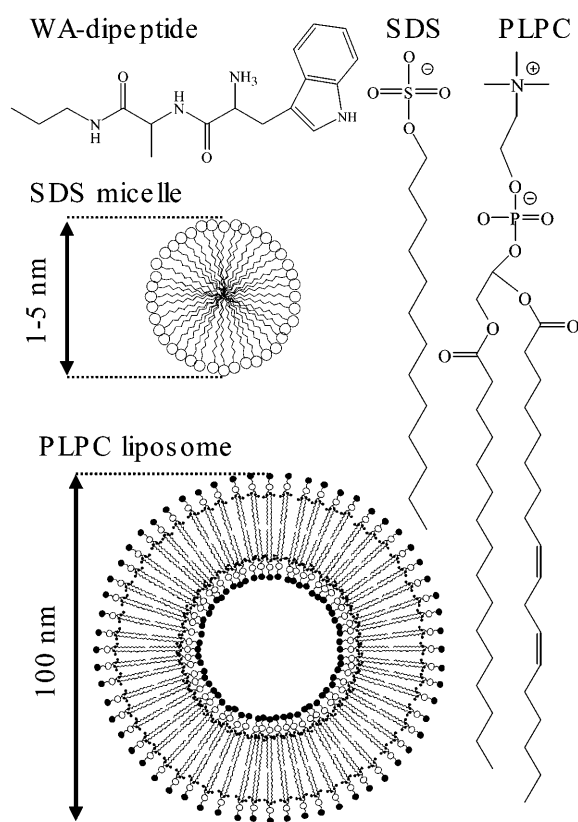 WA-dipeptide SDS PLPC
O
NH3
O H
N
N
H
O
NH
O ⊖
O S O
O
⊕
N
O
⊖
O P O
O
O
O
O
O
SDS micelle
1-5 nm
PLPC liposome
100 nm